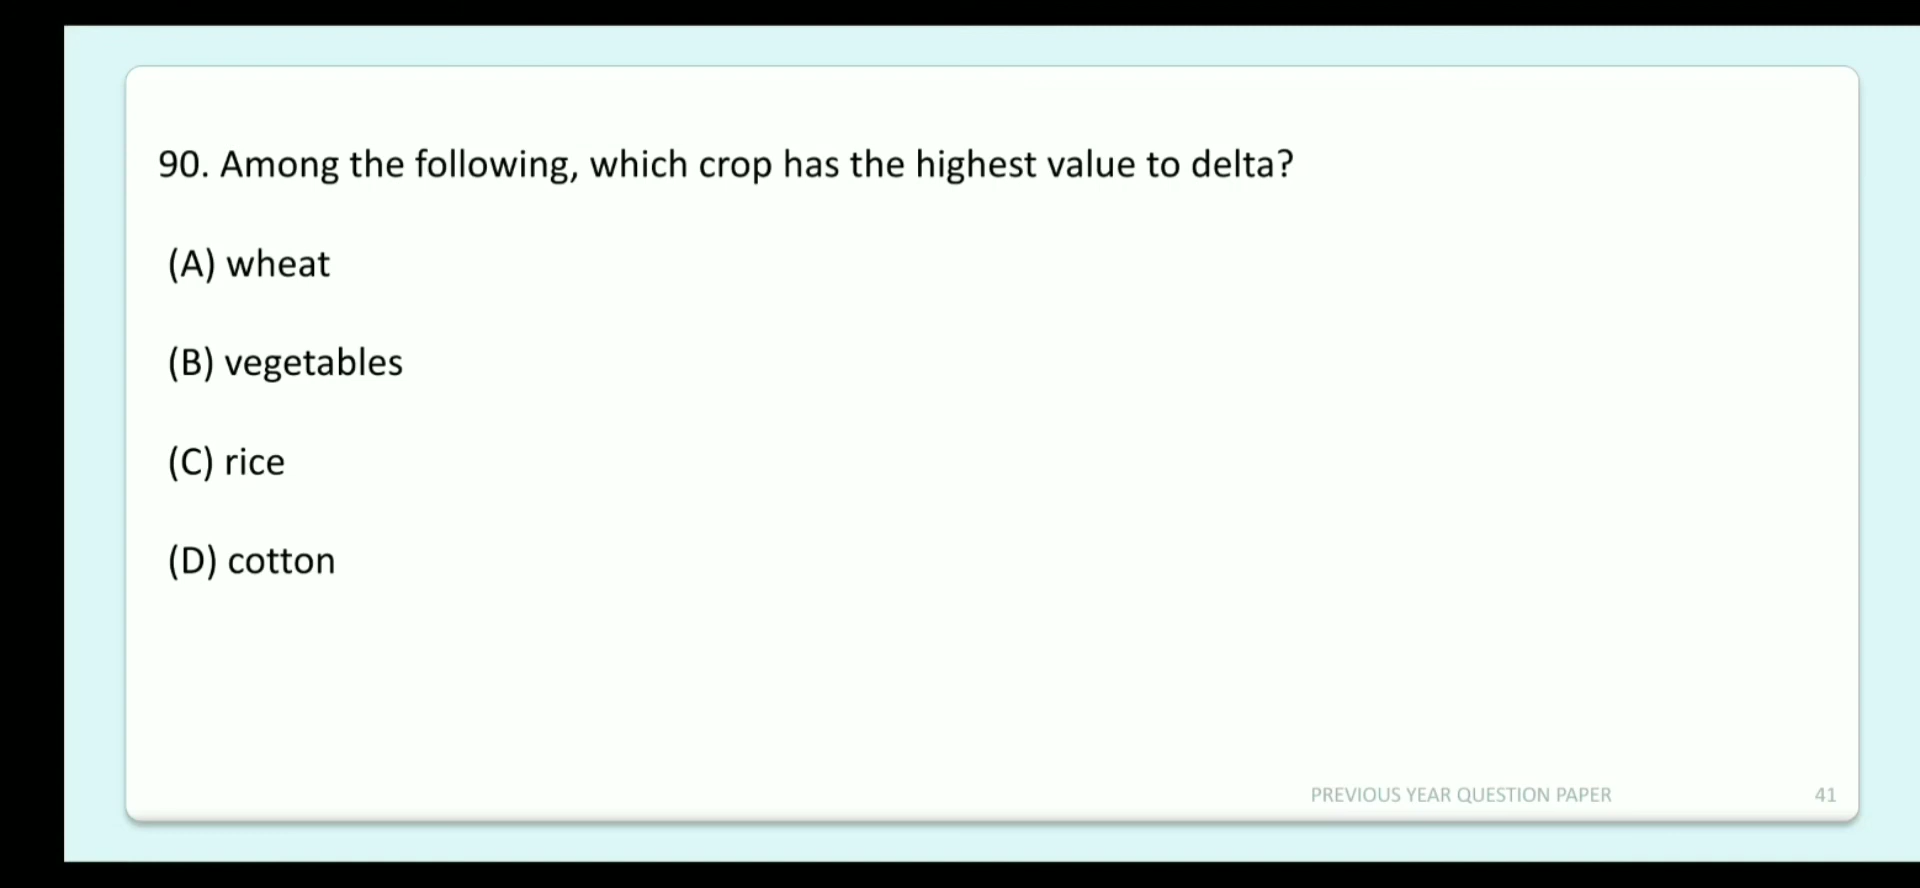 90. Among the following, which crop has the highest value to delta?
(A) wheat
(B) vegetables
(C) rice
(D) cotton
PREVIOUS YEAR QUESTION PAPER 41